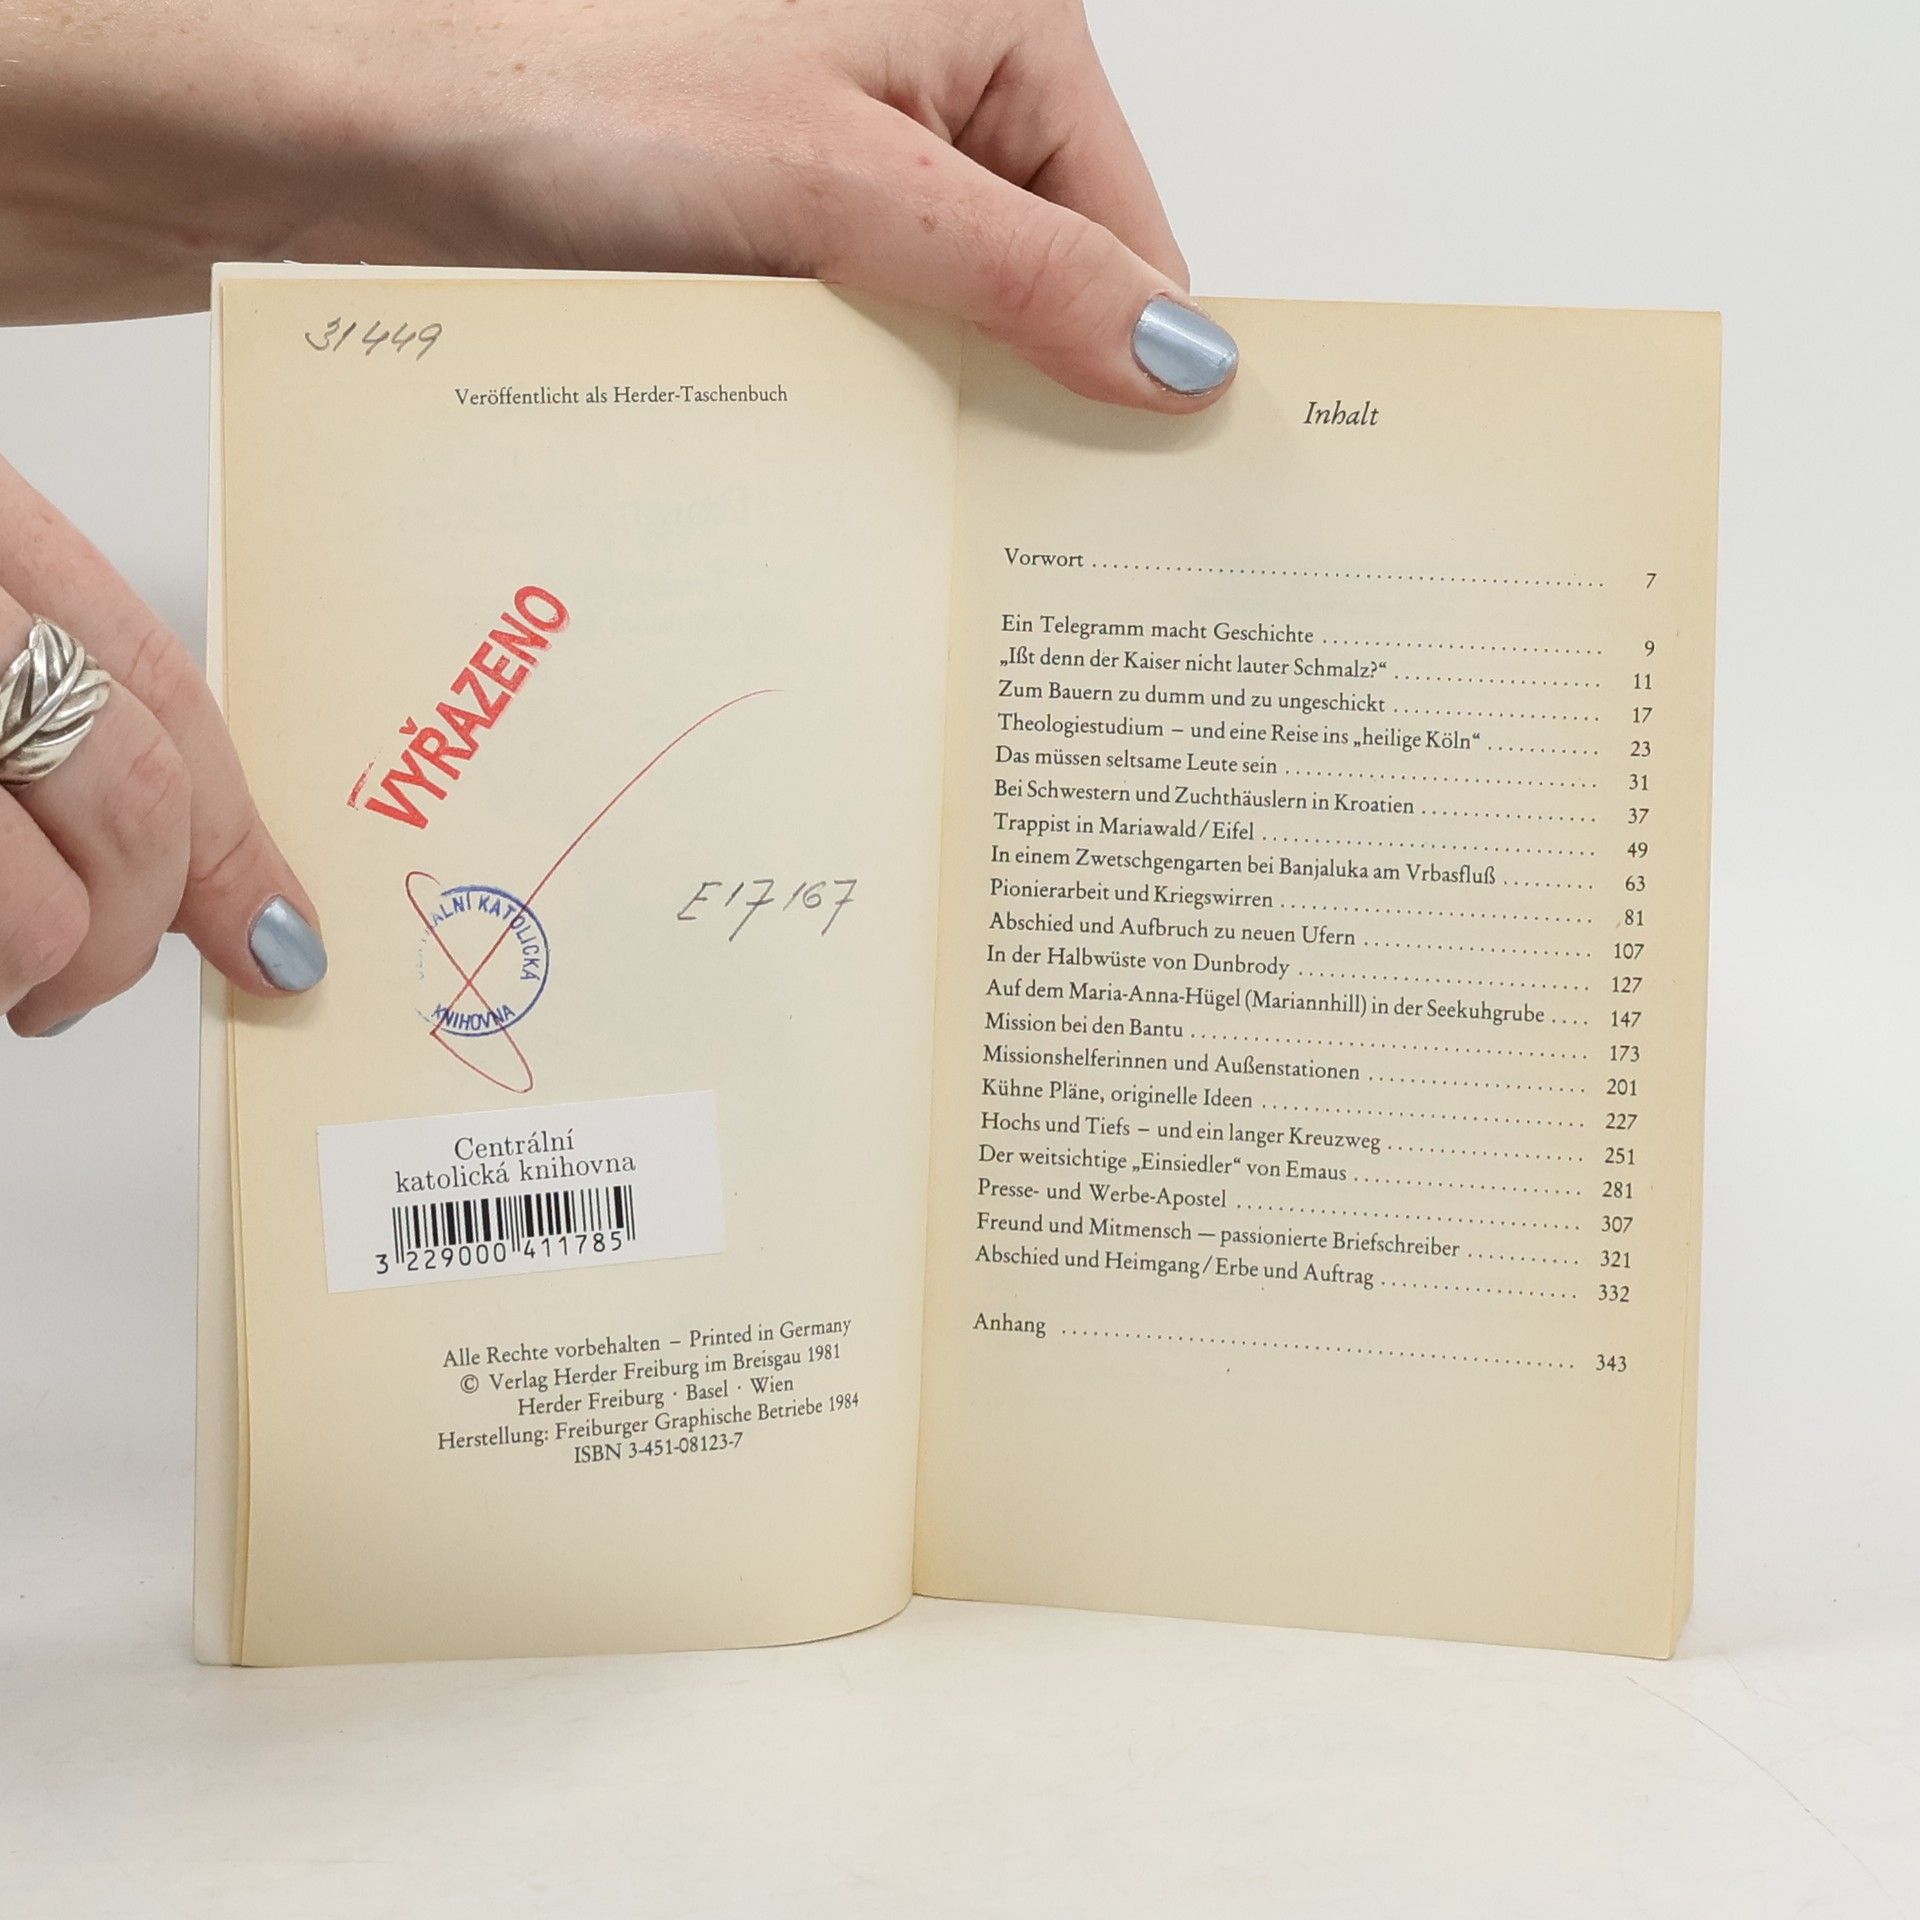 31449
Veröffentlicht als Herder-Taschenbuch
VYŘAZENO
E 17 167
KATOLICKÁ
KNIHOVNA
Centrální
katolická knihovna
3 229000 411785
Alle Rechte vorbehalten – Printed in Germany
© Verlag Herder Freiburg im Breisgau 1981
Herder Freiburg · Basel · Wien
Herstellung: Freiburger Graphische Betriebe 1984
ISBN 3-451-08123-7
Inhalt
Vorwort ........ 7
Ein Telegramm macht Geschichte ........ 9
„Ißt denn der Kaiser nicht lauter Schmalz?“ ........ 11
Zum Bauern zu dumm und zu ungeschickt ........ 17
Theologiestudium – und eine Reise ins „heilige Köln“ ........ 23
Das müssen seltsame Leute sein ........ 31
Bei Schwestern und Zuchthäuslern in Kroatien ........ 37
Trappist in Mariawald/Eifel ........ 49
In einem Zwetschgengarten bei Banjaluka am Vrbasfluß ........ 63
Pionierarbeit und Kriegswirren ........ 81
Abschied und Aufbruch zu neuen Ufern ........ 107
In der Halbwüste von Dunbrody ........ 127
Auf dem Maria-Anna-Hügel (Mariannhill) in der Seekuhgrube .... 147
Mission bei den Bantu ........ 173
Missionshelferinnen und Außenstationen ........ 201
Kühne Pläne, originelle Ideen ........ 227
Hochs und Tiefs – und ein langer Kreuzweg ........ 251
Der weitsichtige „Einsiedler“ von Emaus ........ 281
Presse- und Werbe-Apostel ........ 307
Freund und Mitmensch — passionierte Briefschreiber ........ 321
Abschied und Heimgang/Erbe und Auftrag ........ 332
Anhang ........ 343